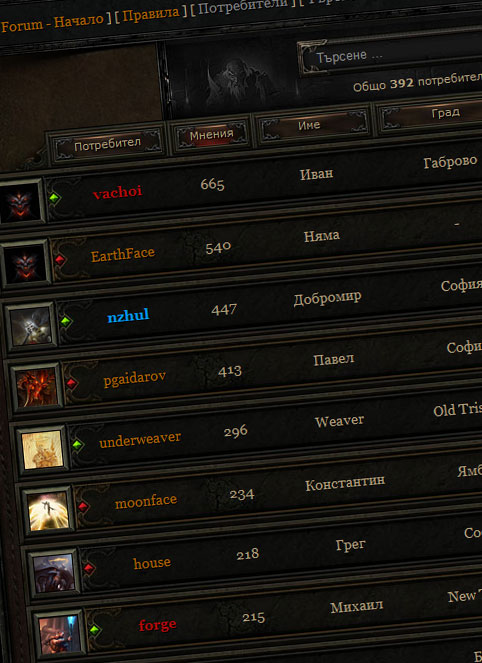 Forum - Начало ] [ Правила ] [ Потребители ] [
Търсене ...
Общо 392 потребител
Потребител Мнения Име Град
vachoi 665 Иван Габрово
EarthFace 540 Няма -
nzhul 447 Добромир София
pgaidarov 413 Павел Софи
underweaver 296 Weaver Old Tris
moonface 234 Константин Ямб
house 218 Грег Со
forge 215 Михаил New T